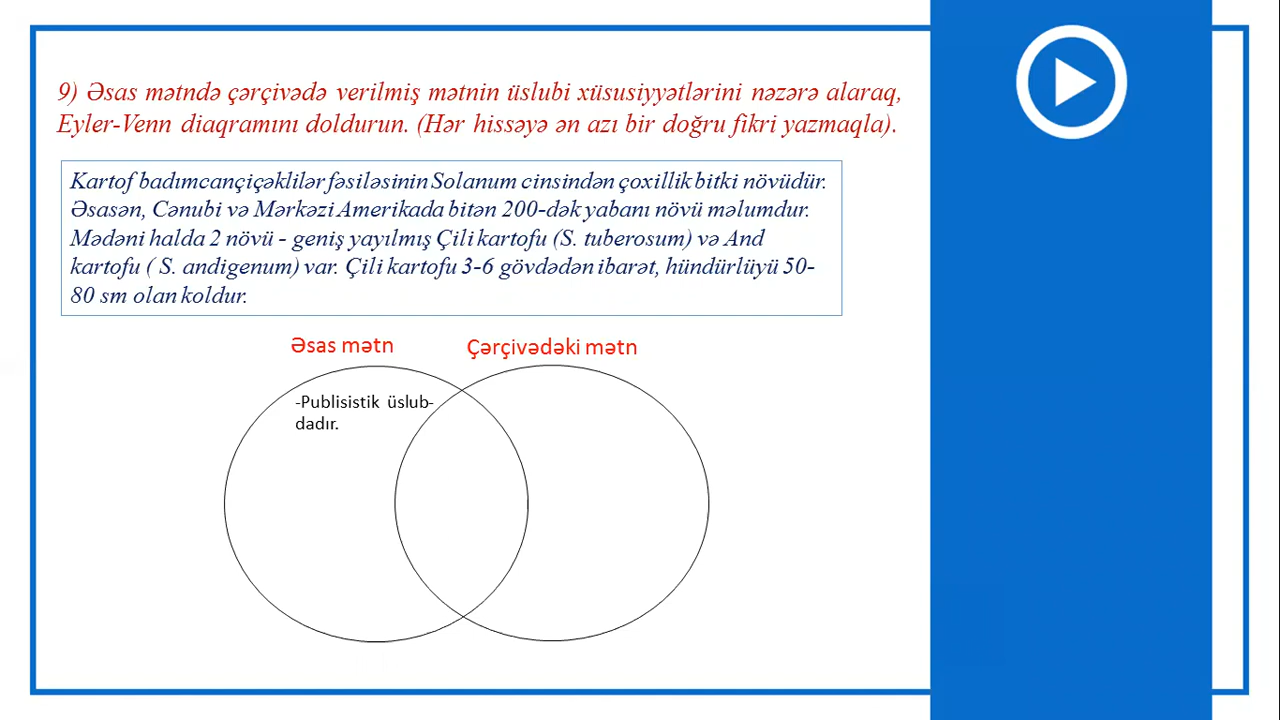 9) Əsas mətndə çərçivədə verilmiş mətnin üslubi xüsusiyyətlərini nəzərə alaraq,
Eyler-Venn diaqramını doldurun. (Hər hissəyə ən azı bir doğru fikri yazmaqla).
Kartof badımcançiçəklilər fəsiləsinin Solanum cinsindən çoxillik bitki növüdür.
Əsasən, Cənubi və Mərkəzi Amerikada bitən 200-dək yabanı növü məlumdur.
Mədəni halda 2 növü - geniş yayılmış Çili kartofu (S. tuberosum) və And
kartofu ( S. andigenum) var. Çili kartofu 3-6 gövdədən ibarət, hündürlüyü 50-
80 sm olan koldur.
Əsas mətn
Çərçivədəki mətn
-Publisistik üslub-
dadır.